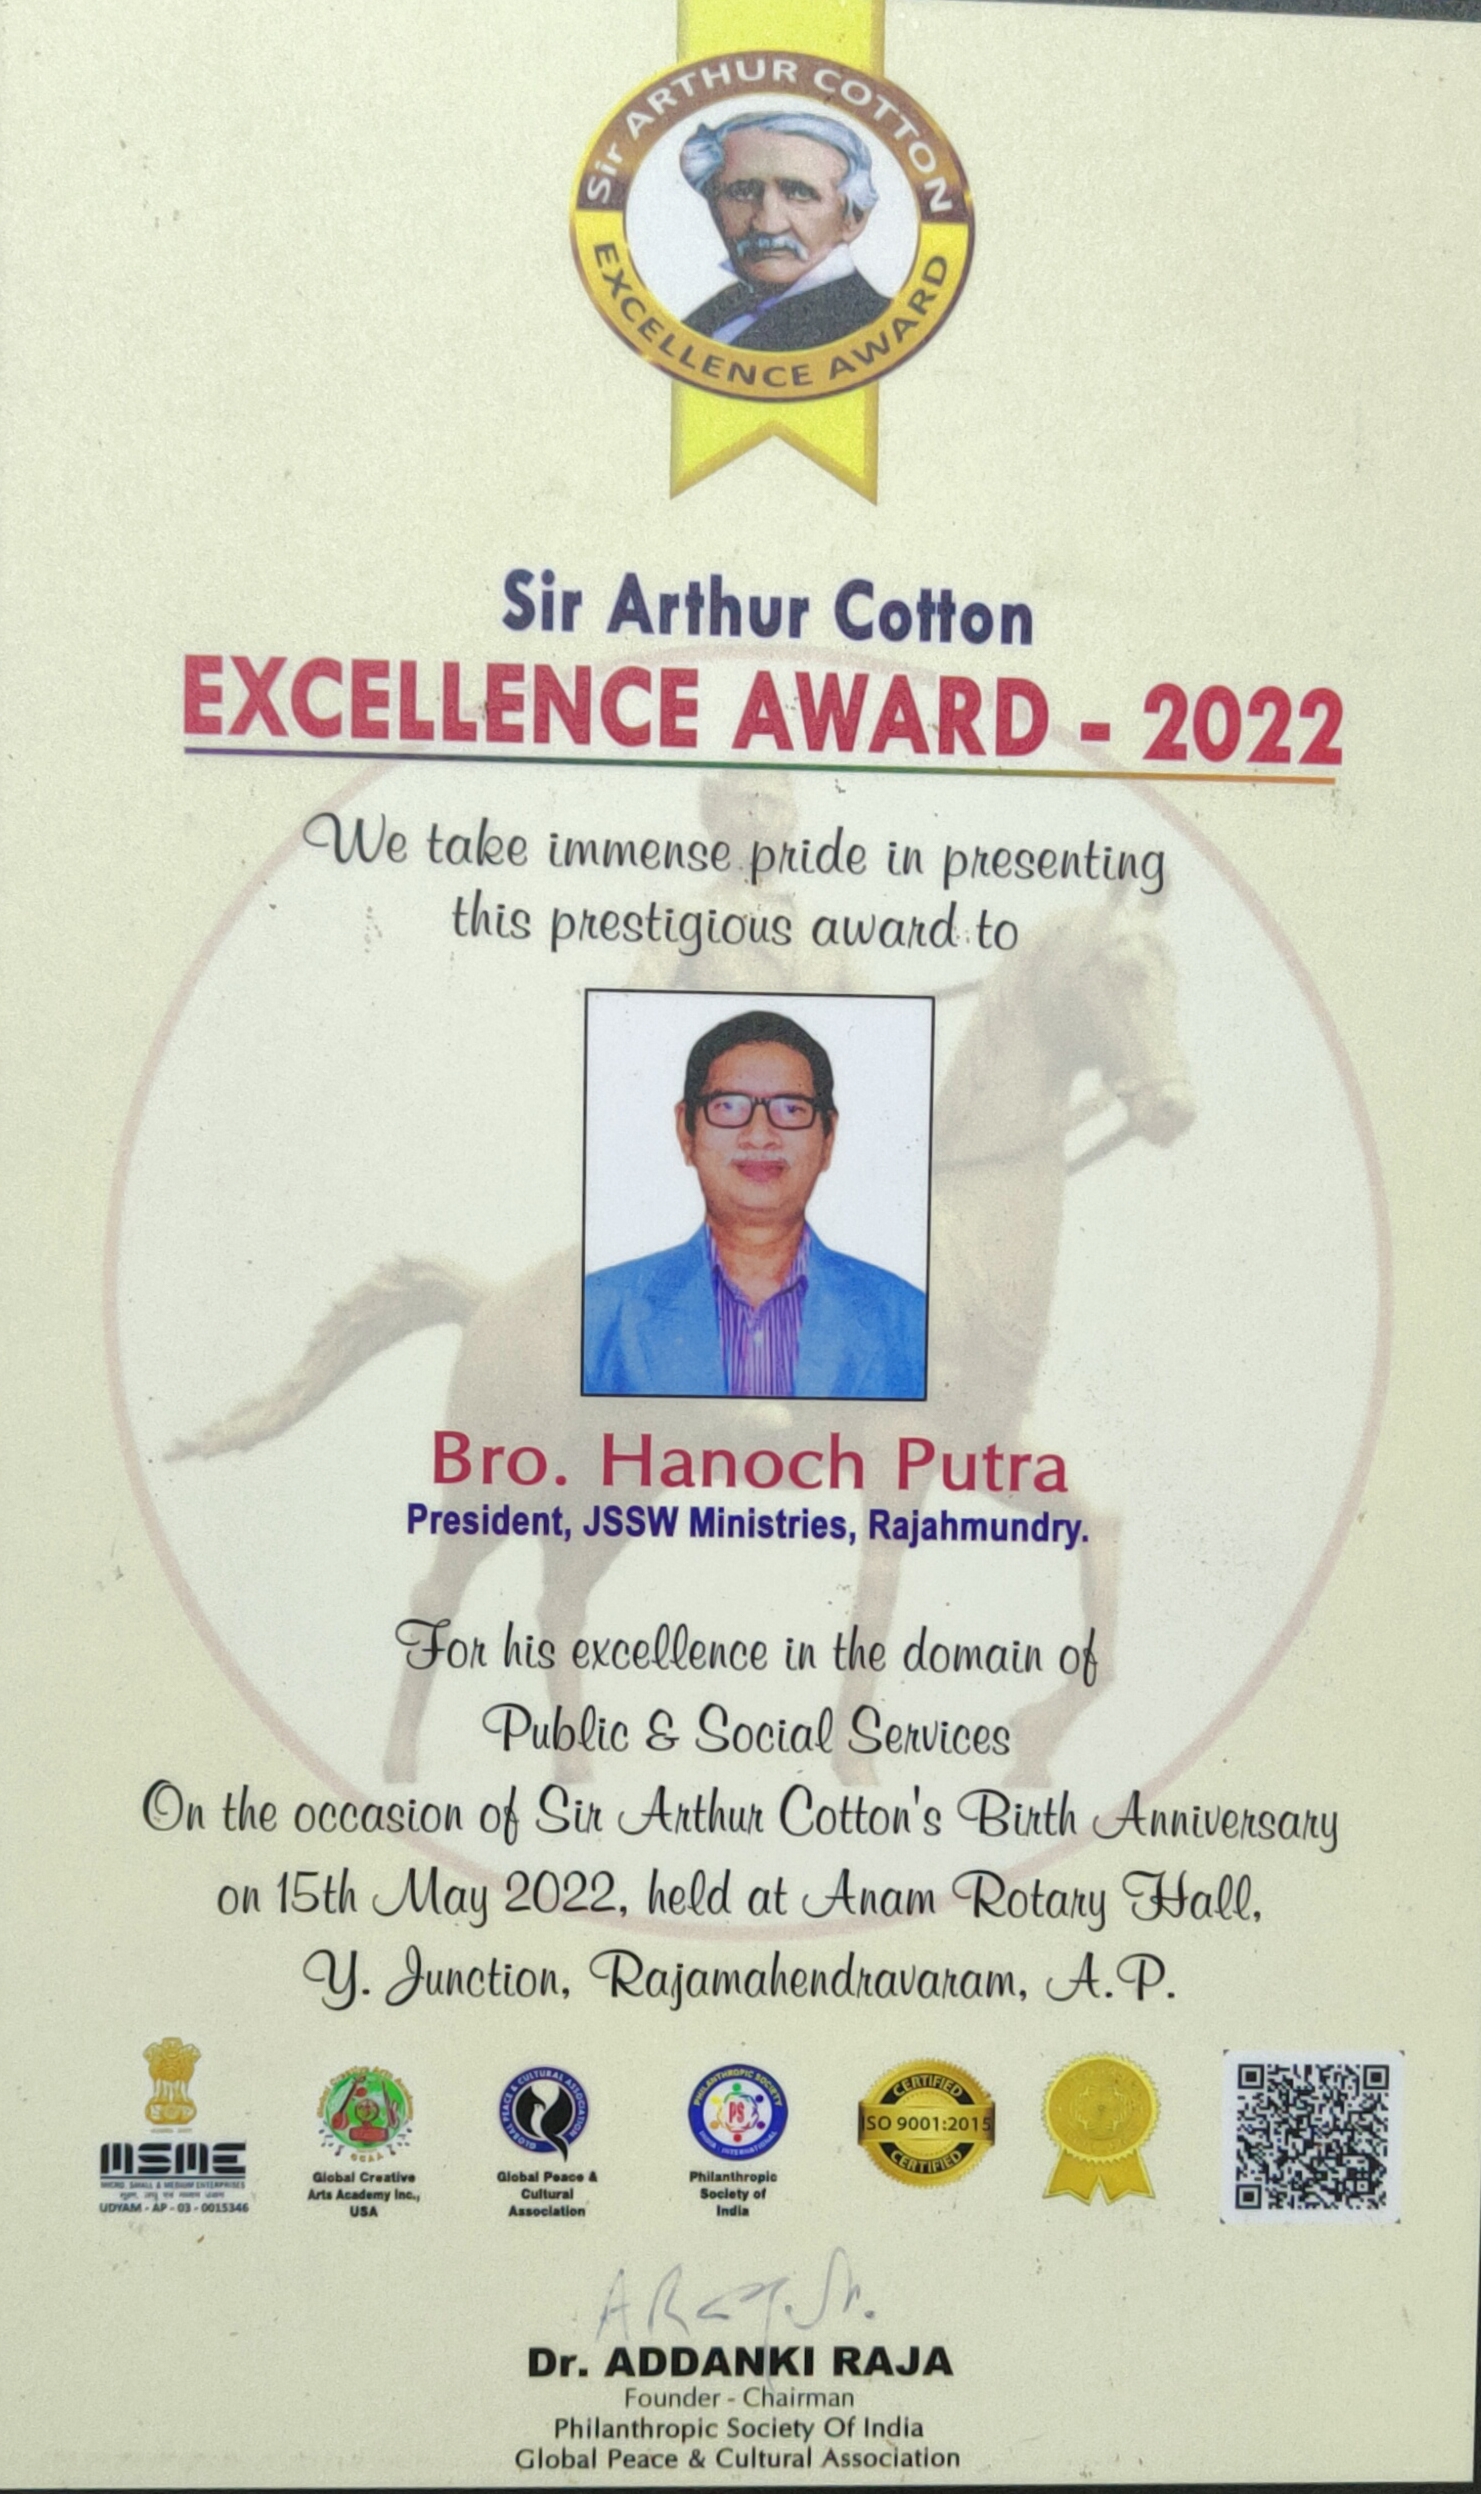 Sir ARTHUR COTTON
EXCELLENCE AWARD
Sir Arthur Cotton
EXCELLENCE AWARD - 2022
We take immense pride in presenting
this prestigious award to
Bro. Hanoch Putra
President, JSSW Ministries, Rajahmundry.
For his excellence in the domain of
Public & Social Services
On the occasion of Sir Arthur Cotton's Birth Anniversary
on 15th May 2022, held at Anam Rotary Hall,
Y. Junction, Rajamahendravaram, A.P.
MSME
MICRO, SMALL & MEDIUM ENTERPRISES
UDYAM - AP - 03 - 0015346
Global Creative
Arts Academy Inc.,
USA
GLOBAL PEACE & CULTURAL ASSOCIATION
Global Peace &
Cultural
Association
PHILANTHROPIC SOCIETY
PS
Philanthropic
Society of
India
CERTIFIED
ISO 9001:2015
CERTIFIED
Dr. ADDANKI RAJA
Founder - Chairman
Philanthropic Society Of India
Global Peace & Cultural Association